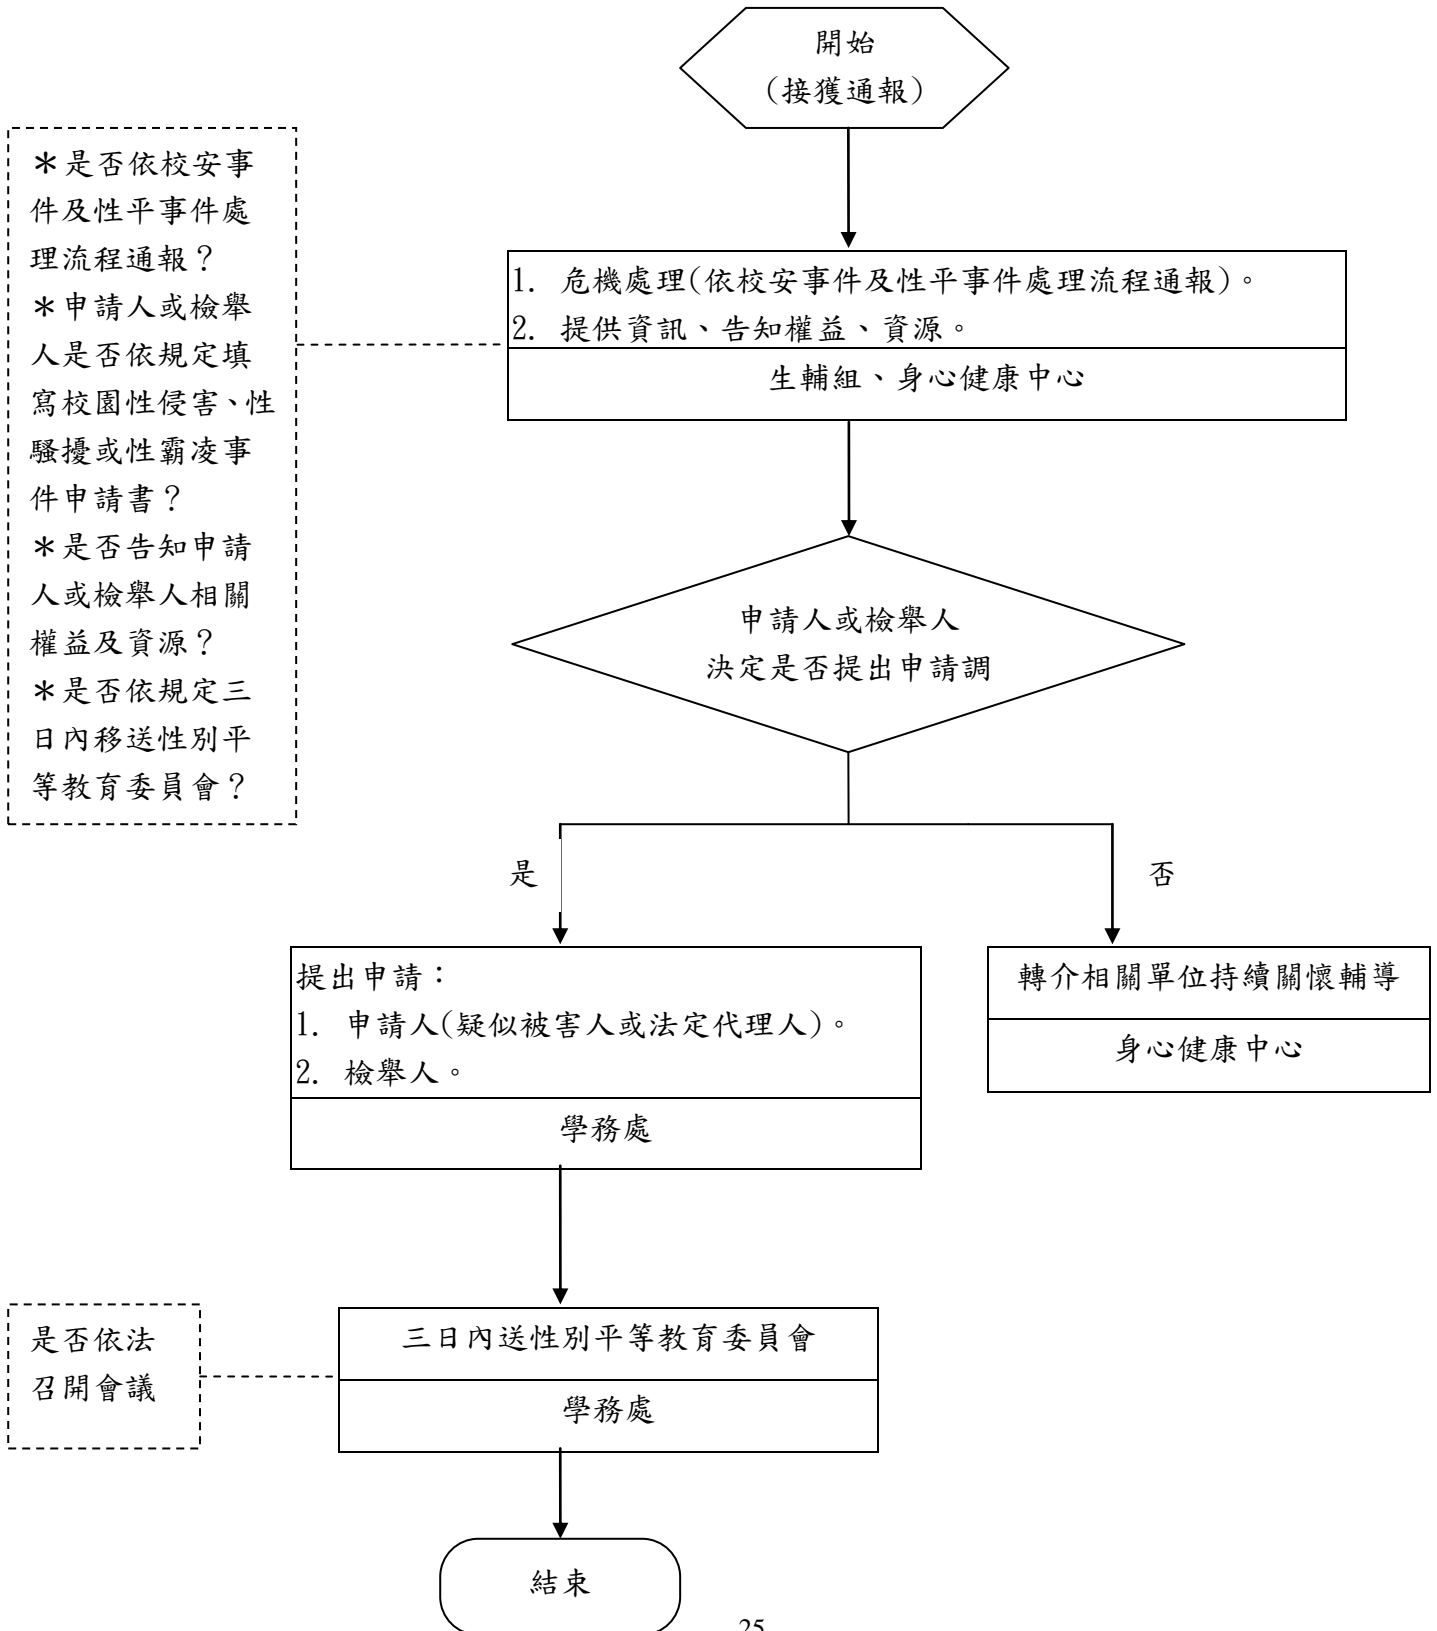 開始
(接獲通報)
＊是否依校安事
件及性平事件處
理流程通報？
＊申請人或檢舉
人是否依規定填
寫校園性侵害、性
騷擾或性霸凌事
件申請書？
＊是否告知申請
人或檢舉人相關
權益及資源？
＊是否依規定三
日內移送性別平
等教育委員會？
1. 危機處理(依校安事件及性平事件處理流程通報)。
2. 提供資訊、告知權益、資源。
生輔組、身心健康中心
申請人或檢舉人
決定是否提出申請調
是
否
提出申請：
1. 申請人(疑似被害人或法定代理人)。
2. 檢舉人。
學務處
轉介相關單位持續關懷輔導
身心健康中心
是否依法
召開會議
三日內送性別平等教育委員會
學務處
結束
25